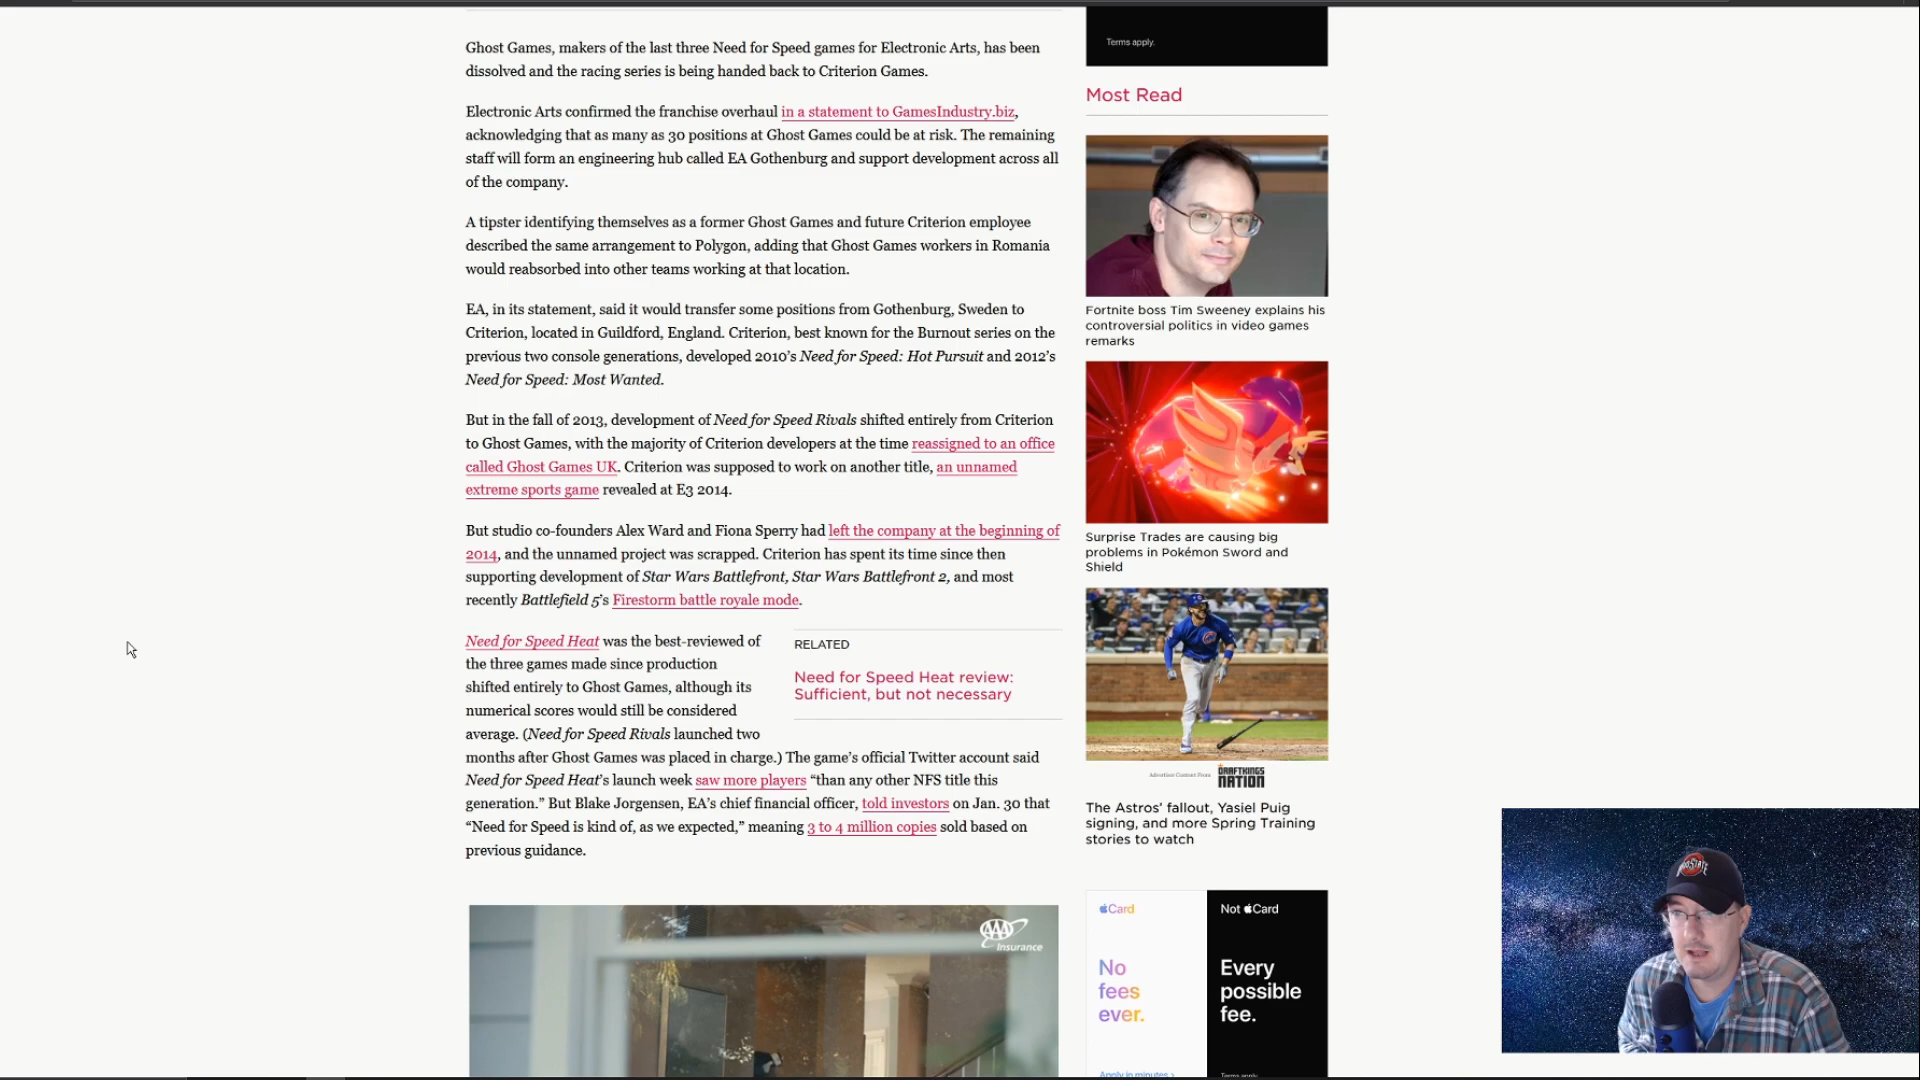 Ghost Games, makers of the last three Need for Speed games for Electronic Arts, has been
dissolved and the racing series is being handed back to Criterion Games.
Electronic Arts confirmed the franchise overhaul in a statement to GamesIndustry.biz,
acknowledging that as many as 30 positions at Ghost Games could be at risk. The remaining
staff will form an engineering hub called EA Gothenburg and support development across all
of the company.
A tipster identifying themselves as a former Ghost Games and future Criterion employee
described the same arrangement to Polygon, adding that Ghost Games workers in Romania
would reabsorbed into other teams working at that location.
EA, in its statement, said it would transfer some positions from Gothenburg, Sweden to
Criterion, located in Guildford, England. Criterion, best known for the Burnout series on the
previous two console generations, developed 2010's Need for Speed: Hot Pursuit and 2012's
Need for Speed: Most Wanted.
But in the fall of 2013, development of Need for Speed Rivals shifted entirely from Criterion
to Ghost Games, with the majority of Criterion developers at the time reassigned to an office
called Ghost Games UK. Criterion was supposed to work on another title, an unnamed
extreme sports game revealed at E3 2014.
But studio co-founders Alex Ward and Fiona Sperry had left the company at the beginning of
2014, and the unnamed project was scrapped. Criterion has spent its time since then
supporting development of Star Wars Battlefront, Star Wars Battlefront 2, and most
recently Battlefield 5's Firestorm battle royale mode.
Need for Speed Heat was the best-reviewed of
the three games made since production
shifted entirely to Ghost Games, although its
numerical scores would still be considered
average. (Need for Speed Rivals launched two
months after Ghost Games was placed in charge.) The game's official Twitter account said
Need for Speed Heat's launch week saw more players "than any other NFS title this
generation." But Blake Jorgensen, EA's chief financial officer, told investors on Jan. 30 that
"Need for Speed is kind of, as we expected," meaning 3 to 4 million copies sold based on
previous guidance.
RELATED
Need for Speed Heat review:
Sufficient, but not necessary
AAA
Insurance
Terms apply.
Most Read
Fortnite boss Tim Sweeney explains his
controversial politics in video games
remarks
Surprise Trades are causing big
problems in Pokémon Sword and
Shield
Advertiser Content From
DRAFTKINGS
NATION
The Astros' fallout, Yasiel Puig
signing, and more Spring Training
stories to watch
Card
Not Card
No
fees
ever.
Every
possible
fee.
Apply in minutes >
Terms apply.
OHIO STATE